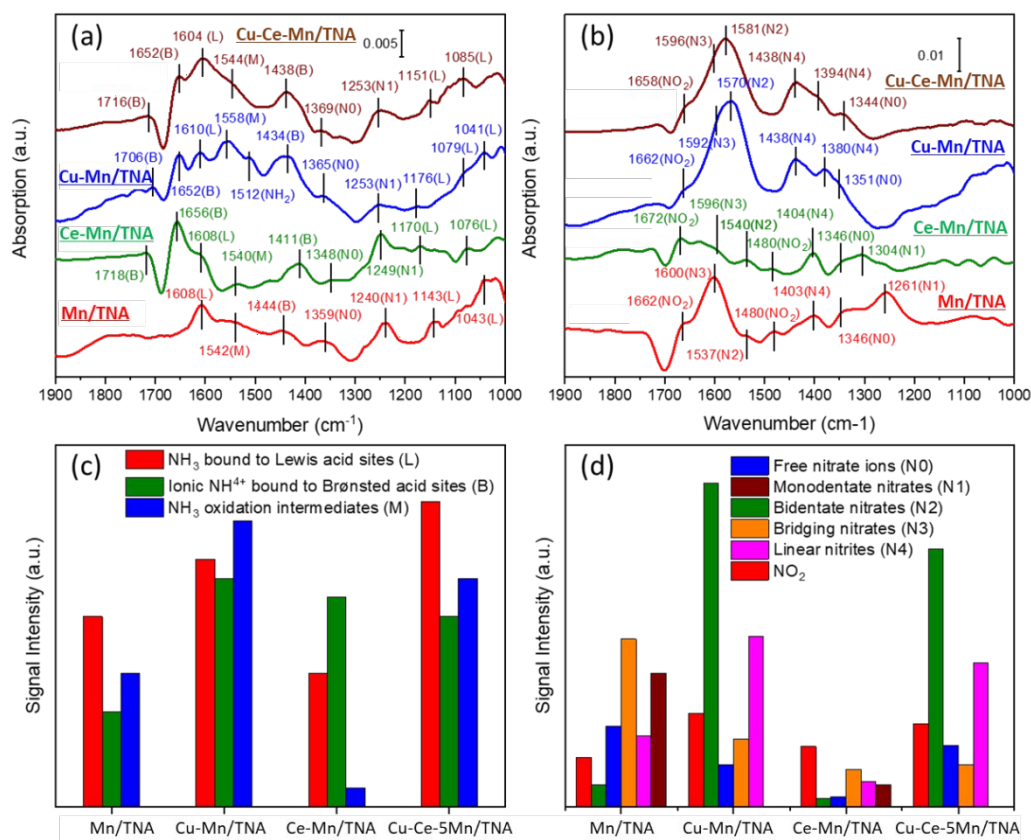 (a)
1604 (L)
Cu-Ce-Mn/TNA
0.005
1652(B)
1544(M)
1438(B)
1085(L)
1716(B)
1253(N1)
1151(L)
1369(N0)
1558(M)
1610(L)
1434(B)
1041(L)
1706(B)
1365(N0)
1079(L)
Cu-Mn/TNA
1652(B)
1512(NH2)
1253(N1)
1176(L)
1656(B)
1170(L)
Ce-Mn/TNA
1608(L)
1411(B)
1348(N0)
1076(L)
1718(B)
1540(M)
1249(N1)
Mn/TNA
1608(L)
1444(B)
1359(N0)
1240(N1)
1143(L)
1043(L)
1542(M)
Absorption (a.u.)
1900 1800 1700 1600 1500 1400 1300 1200 1100 1000
Wavenumber (cm-1)
(b)
1581(N2)
0.01
1596(N3)
1438(N4)
1658(NO2)
1570(N2)
1394(N4)
Cu-Ce-Mn/TNA
1344(N0)
1592(N3)
1438(N4)
1380(N4)
Cu-Mn/TNA
1662(NO2)
1351(N0)
1596(N3)
1672(NO2)
1540(N2)
1404(N4)
Ce-Mn/TNA
1480(NO2)
1346(N0)
1304(N1)
1600(N3)
1662(NO2)
1403(N4)
1261(N1)
Mn/TNA
1480(NO2)
1537(N2)
1346(N0)
Absorption (a.u.)
1900 1800 1700 1600 1500 1400 1300 1200 1100 1000
Wavenumber (cm-1)
(c)
NH3 bound to Lewis acid sites (L)
Ionic NH4+ bound to Brønsted acid sites (B)
NH3 oxidation intermediates (M)
Signal Intensity (a.u.)
Mn/TNA Cu-Mn/TNA Ce-Mn/TNA Cu-Ce-5Mn/TNA
(d)
Free nitrate ions (N0)
Monodentate nitrates (N1)
Bidentate nitrates (N2)
Bridging nitrates (N3)
Linear nitrites (N4)
NO2
Signal Intensity (a.u.)
Mn/TNA Cu-Mn/TNA Ce-Mn/TNA Cu-Ce-5Mn/TNA